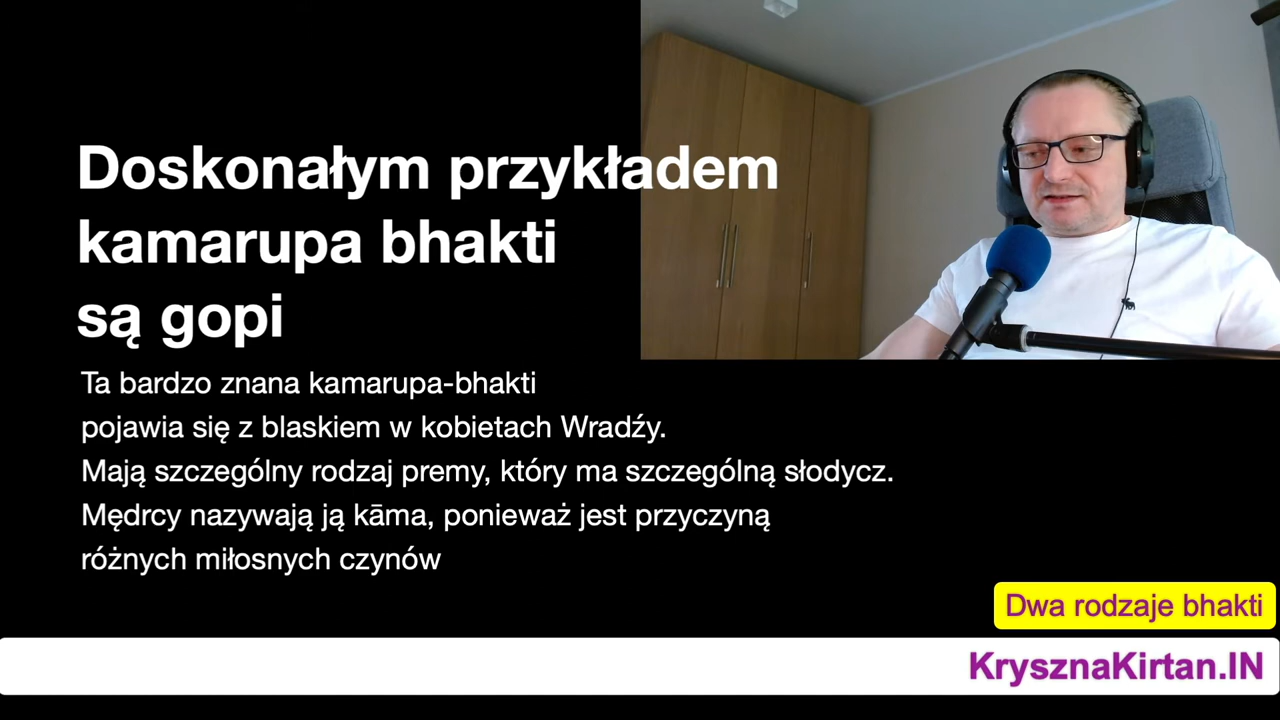 Doskonałym przykładem
kamarupa bhakti
są gopi
Ta bardzo znana kamarupa-bhakti
pojawia się z blaskiem w kobietach Wradźy.
Mają szczególny rodzaj premy, który ma szczególną słodycz.
Mędrcy nazywają ją kāma, ponieważ jest przyczyną
różnych miłosnych czynów
Dwa rodzaje bhakti
KrysznaKirtan.IN